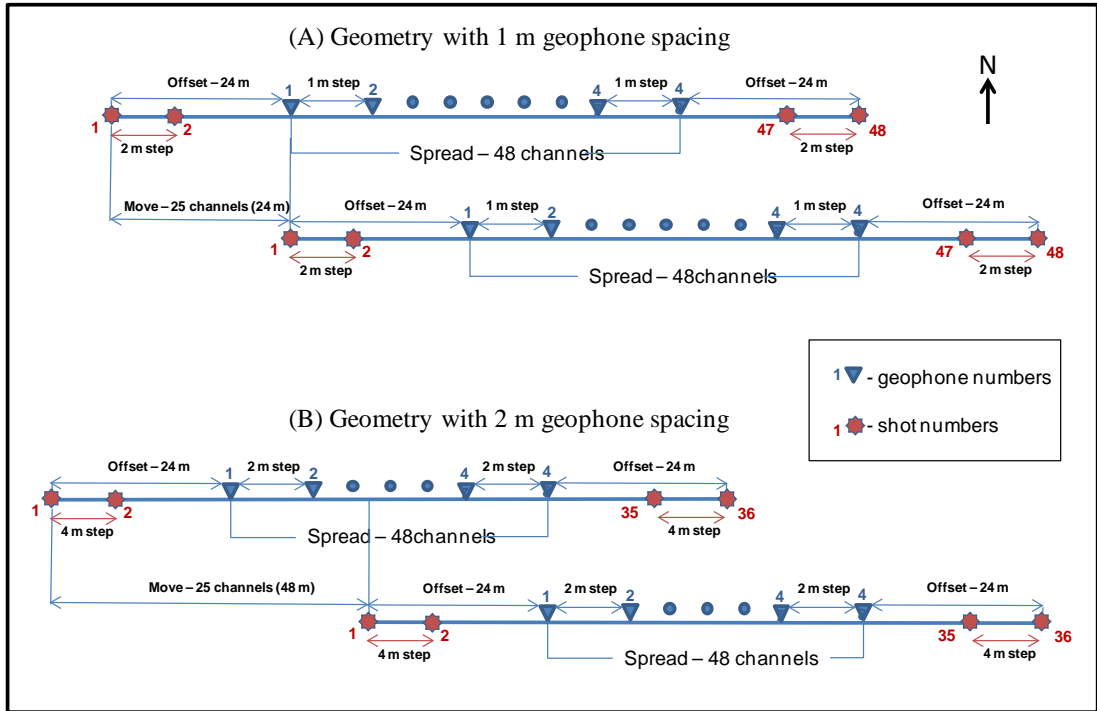 (A) Geometry with 1 m geophone spacing
N
Offset – 24 m 1 m step 1 m step Offset – 24 m
1 2 4 4
1 2 47 48
2 m step 2 m step
Spread – 48 channels
Move – 25 channels (24 m) Offset – 24 m 1 m step 1 m step Offset – 24 m
1 2 4 4
1 2 47 48
2 m step 2 m step
Spread – 48channels
1 - geophone numbers
1 - shot numbers
(B) Geometry with 2 m geophone spacing
Offset – 24 m 2 m step 2 m step Offset – 24 m
1 2 4 4
1 2 35 36
4 m step 4 m step
Spread – 48channels
Move – 25 channels (48 m) Offset – 24 m 2 m step 2 m step Offset – 24 m
1 2 4 4
1 2 35 36
4 m step 4 m step
Spread – 48 channels